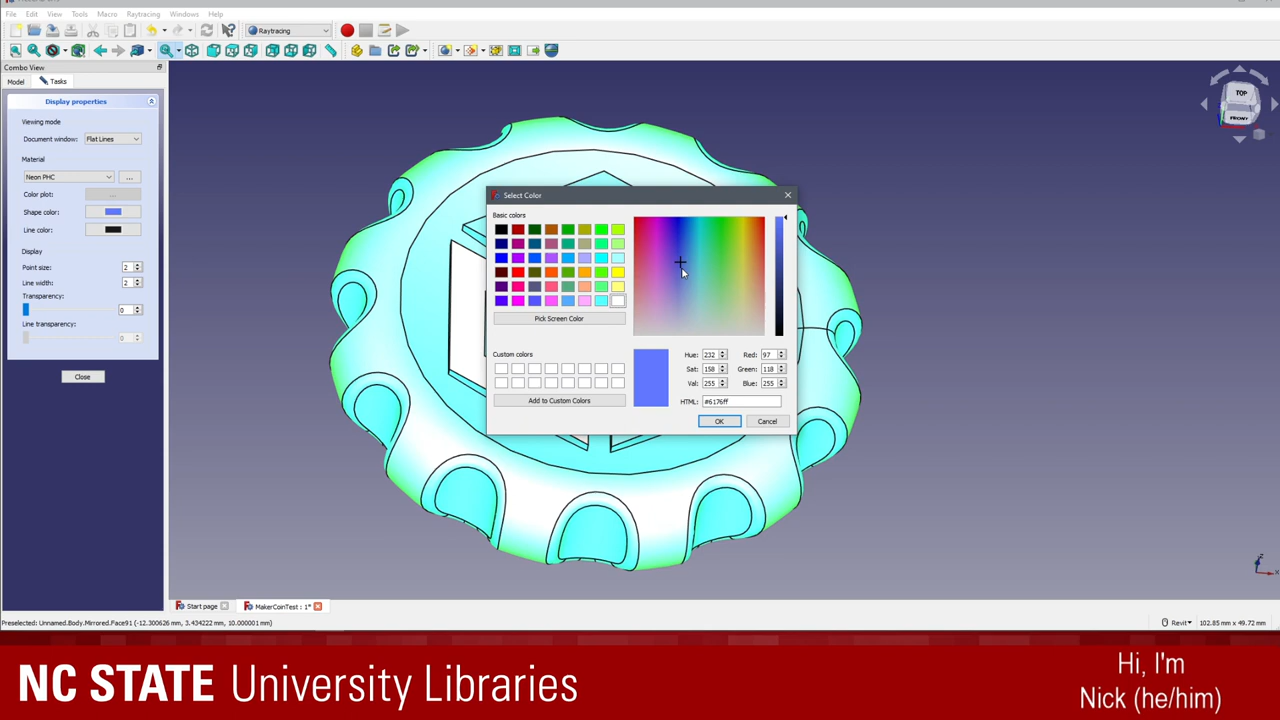 File Edit View Tools Macro Raytracing Windows Help
Raytracing
Combo View
Model Tasks
Display properties
Viewing mode
Document window: Flat Lines
Material
Neon PHC ...
Color plot: ...
Shape color:
Line color:
Display
Point size: 2
Line width: 2
Transparency:
0
Line transparency:
0
Close
TOP
FRONT
Select Color
Basic colors
Pick Screen Color
Custom colors
Add to Custom Colors
Hue: 232 Red: 97
Sat: 158 Green: 118
Val: 255 Blue: 255
HTML: #6176ff
OK Cancel
Z
X
Start page MakerCoinTest : 1*
Preselected: Unnamed.Body.Mirrored.Face91 (-12.300626 mm, 3.434222 mm, 10.000001 mm) Revit 102.85 mm x 49.72 mm
NC STATE University Libraries
Hi, I'm
Nick (he/him)